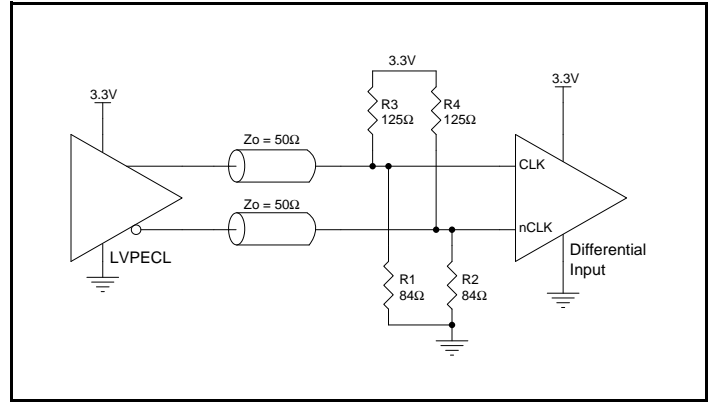 3.3V
3.3V
3.3V
R3
125Ω
R4
125Ω
Zo = 50Ω
CLK
Zo = 50Ω
nCLK
LVPECL
Differential
Input
R1
84Ω
R2
84Ω